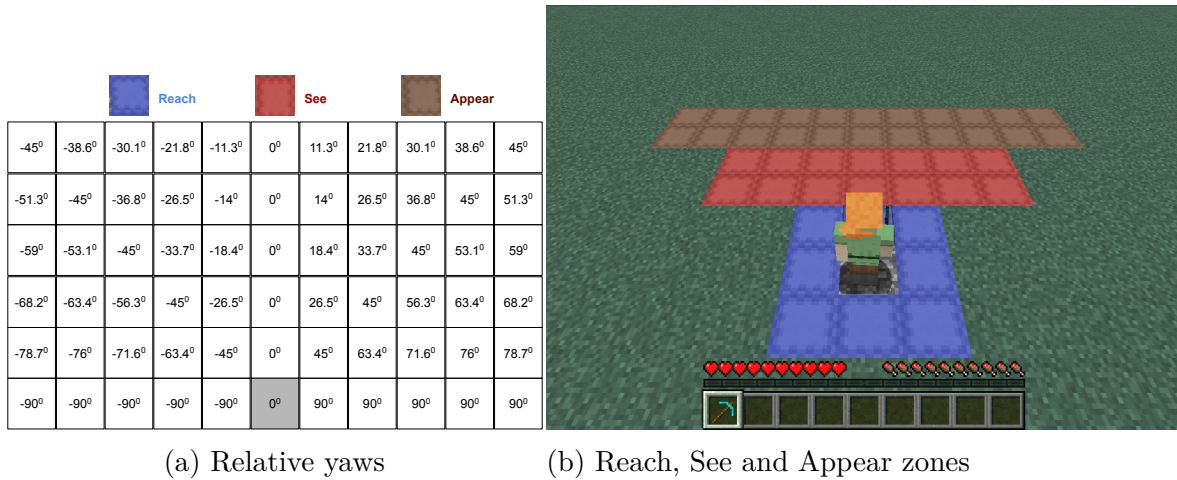 Reach See Appear
-45⁰ -38.6⁰ -30.1⁰ -21.8⁰ -11.3⁰ 0⁰ 11.3⁰ 21.8⁰ 30.1⁰ 38.6⁰ 45⁰
-51.3⁰ -45⁰ -36.8⁰ -26.5⁰ -14⁰ 0⁰ 14⁰ 26.5⁰ 36.8⁰ 45⁰ 51.3⁰
-59⁰ -53.1⁰ -45⁰ -33.7⁰ -18.4⁰ 0⁰ 18.4⁰ 33.7⁰ 45⁰ 53.1⁰ 59⁰
-68.2⁰ -63.4⁰ -56.3⁰ -45⁰ -26.5⁰ 0⁰ 26.5⁰ 45⁰ 56.3⁰ 63.4⁰ 68.2⁰
-78.7⁰ -76⁰ -71.6⁰ -63.4⁰ -45⁰ 0⁰ 45⁰ 63.4⁰ 71.6⁰ 76⁰ 78.7⁰
-90⁰ -90⁰ -90⁰ -90⁰ -90⁰ 0⁰ 90⁰ 90⁰ 90⁰ 90⁰ 90⁰
(a) Relative yaws
(b) Reach, See and Appear zones